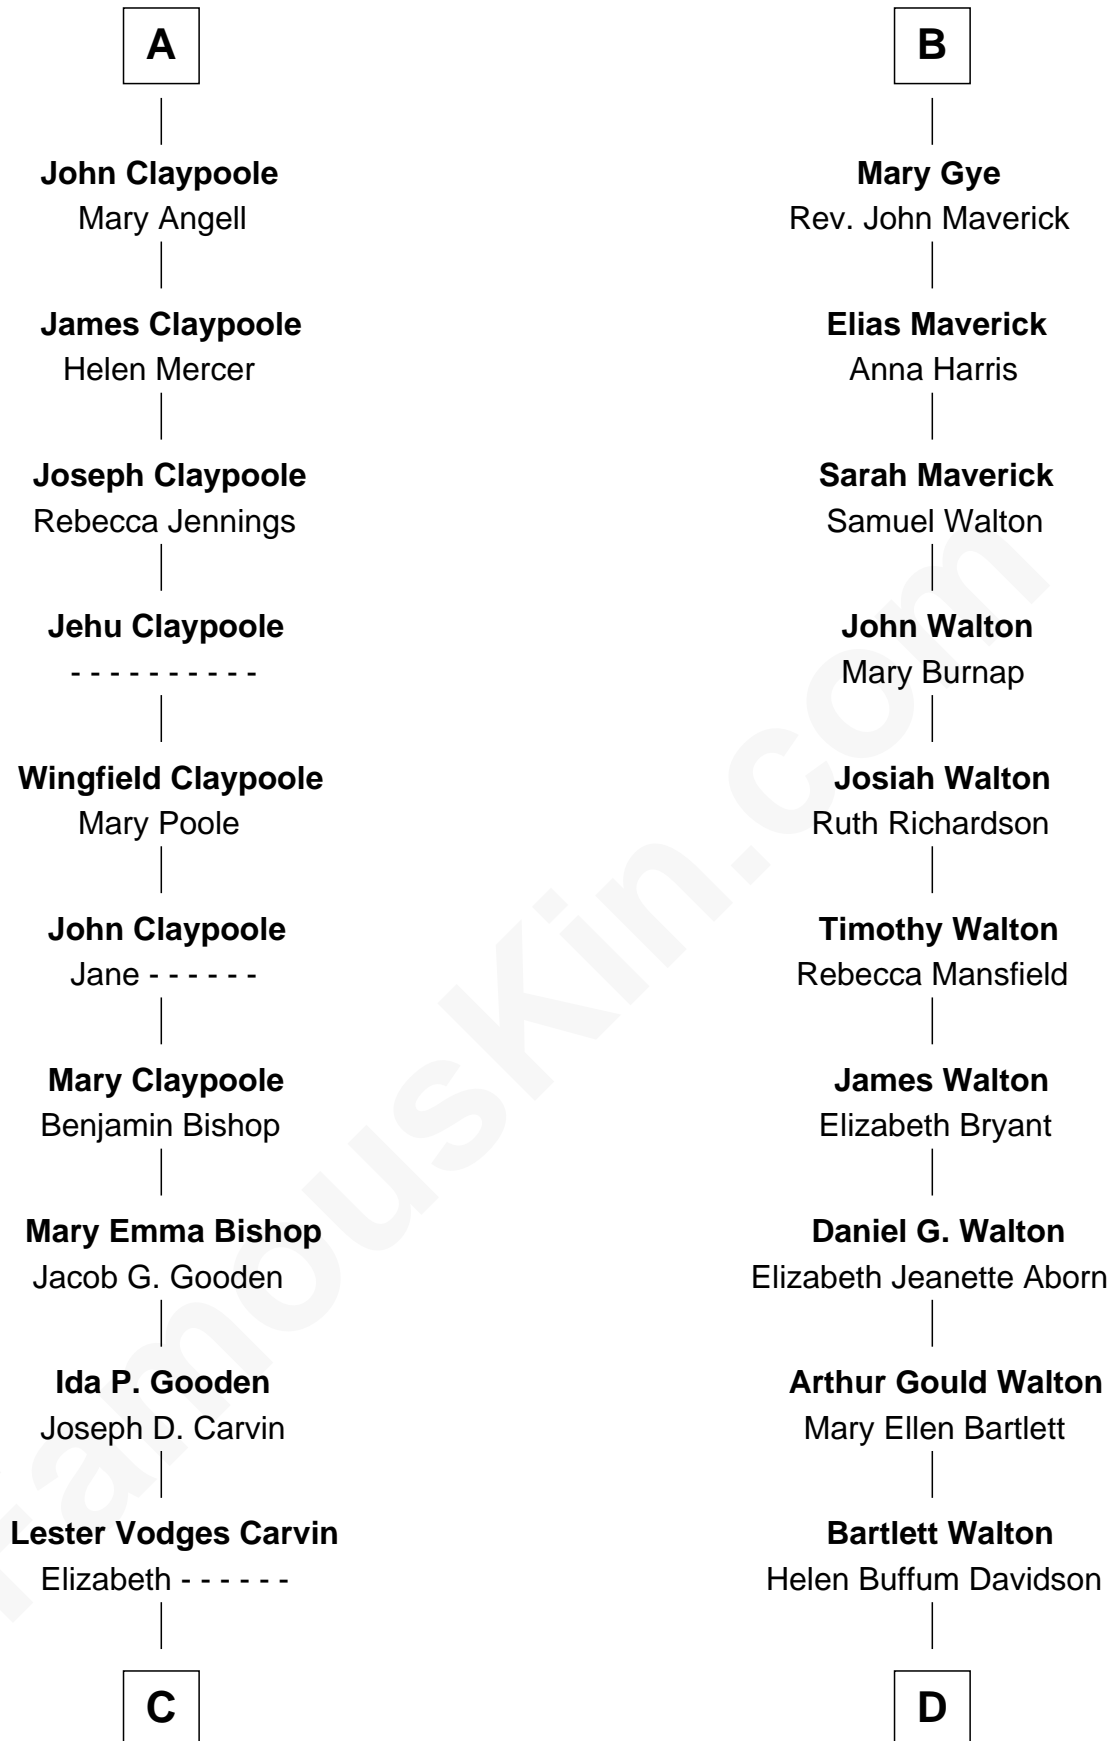 A
John Claypoole
Mary Angell
James Claypoole
Helen Mercer
Joseph Claypoole
Rebecca Jennings
Jehu Claypoole
- - - - - - - - - -
Wingfield Claypoole
Mary Poole
John Claypoole
Jane - - - - - -
Mary Claypoole
Benjamin Bishop
Mary Emma Bishop
Jacob G. Gooden
Ida P. Gooden
Joseph D. Carvin
Lester Vodges Carvin
Elizabeth - - - - - -
C
B
Mary Gye
Rev. John Maverick
Elias Maverick
Anna Harris
Sarah Maverick
Samuel Walton
John Walton
Mary Burnap
Josiah Walton
Ruth Richardson
Timothy Walton
Rebecca Mansfield
James Walton
Elizabeth Bryant
Daniel G. Walton
Elizabeth Jeanette Aborn
Arthur Gould Walton
Mary Ellen Bartlett
Bartlett Walton
Helen Buffum Davidson
D
FamousKin.com